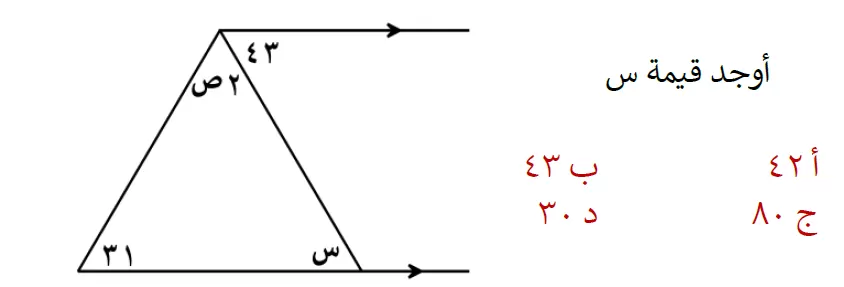 أوجد قيمة س
أ ٤٢
ب ٤٣
ج ٨٠
د ٣٠
٤٣
٢ص
٣١
س